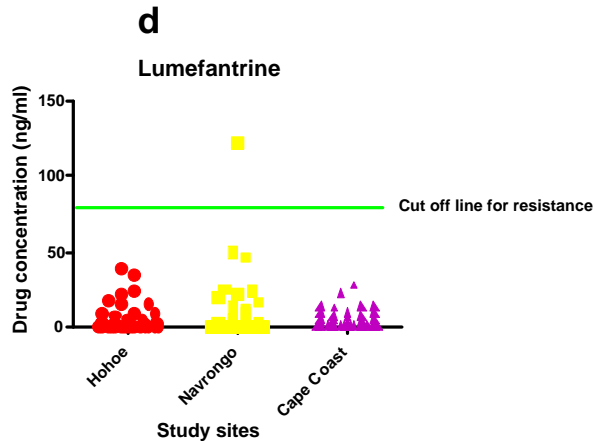 d
Lumefantrine
Drug concentration (ng/ml)
150
100
50
0
Cut off line for resistance
Hohoe
Navrongo
Cape Coast
Study sites